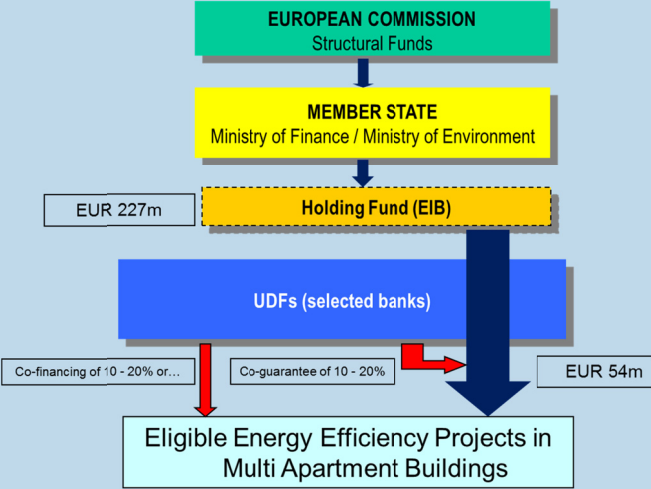 EUROPEAN COMMISSION
Structural Funds
MEMBER STATE
Ministry of Finance / Ministry of Environment
EUR 227m
Holding Fund (EIB)
UDFs (selected banks)
Co-financing of 10 - 20% or...
Co-guarantee of 10 - 20%
EUR 54m
Eligible Energy Efficiency Projects in
Multi Apartment Buildings